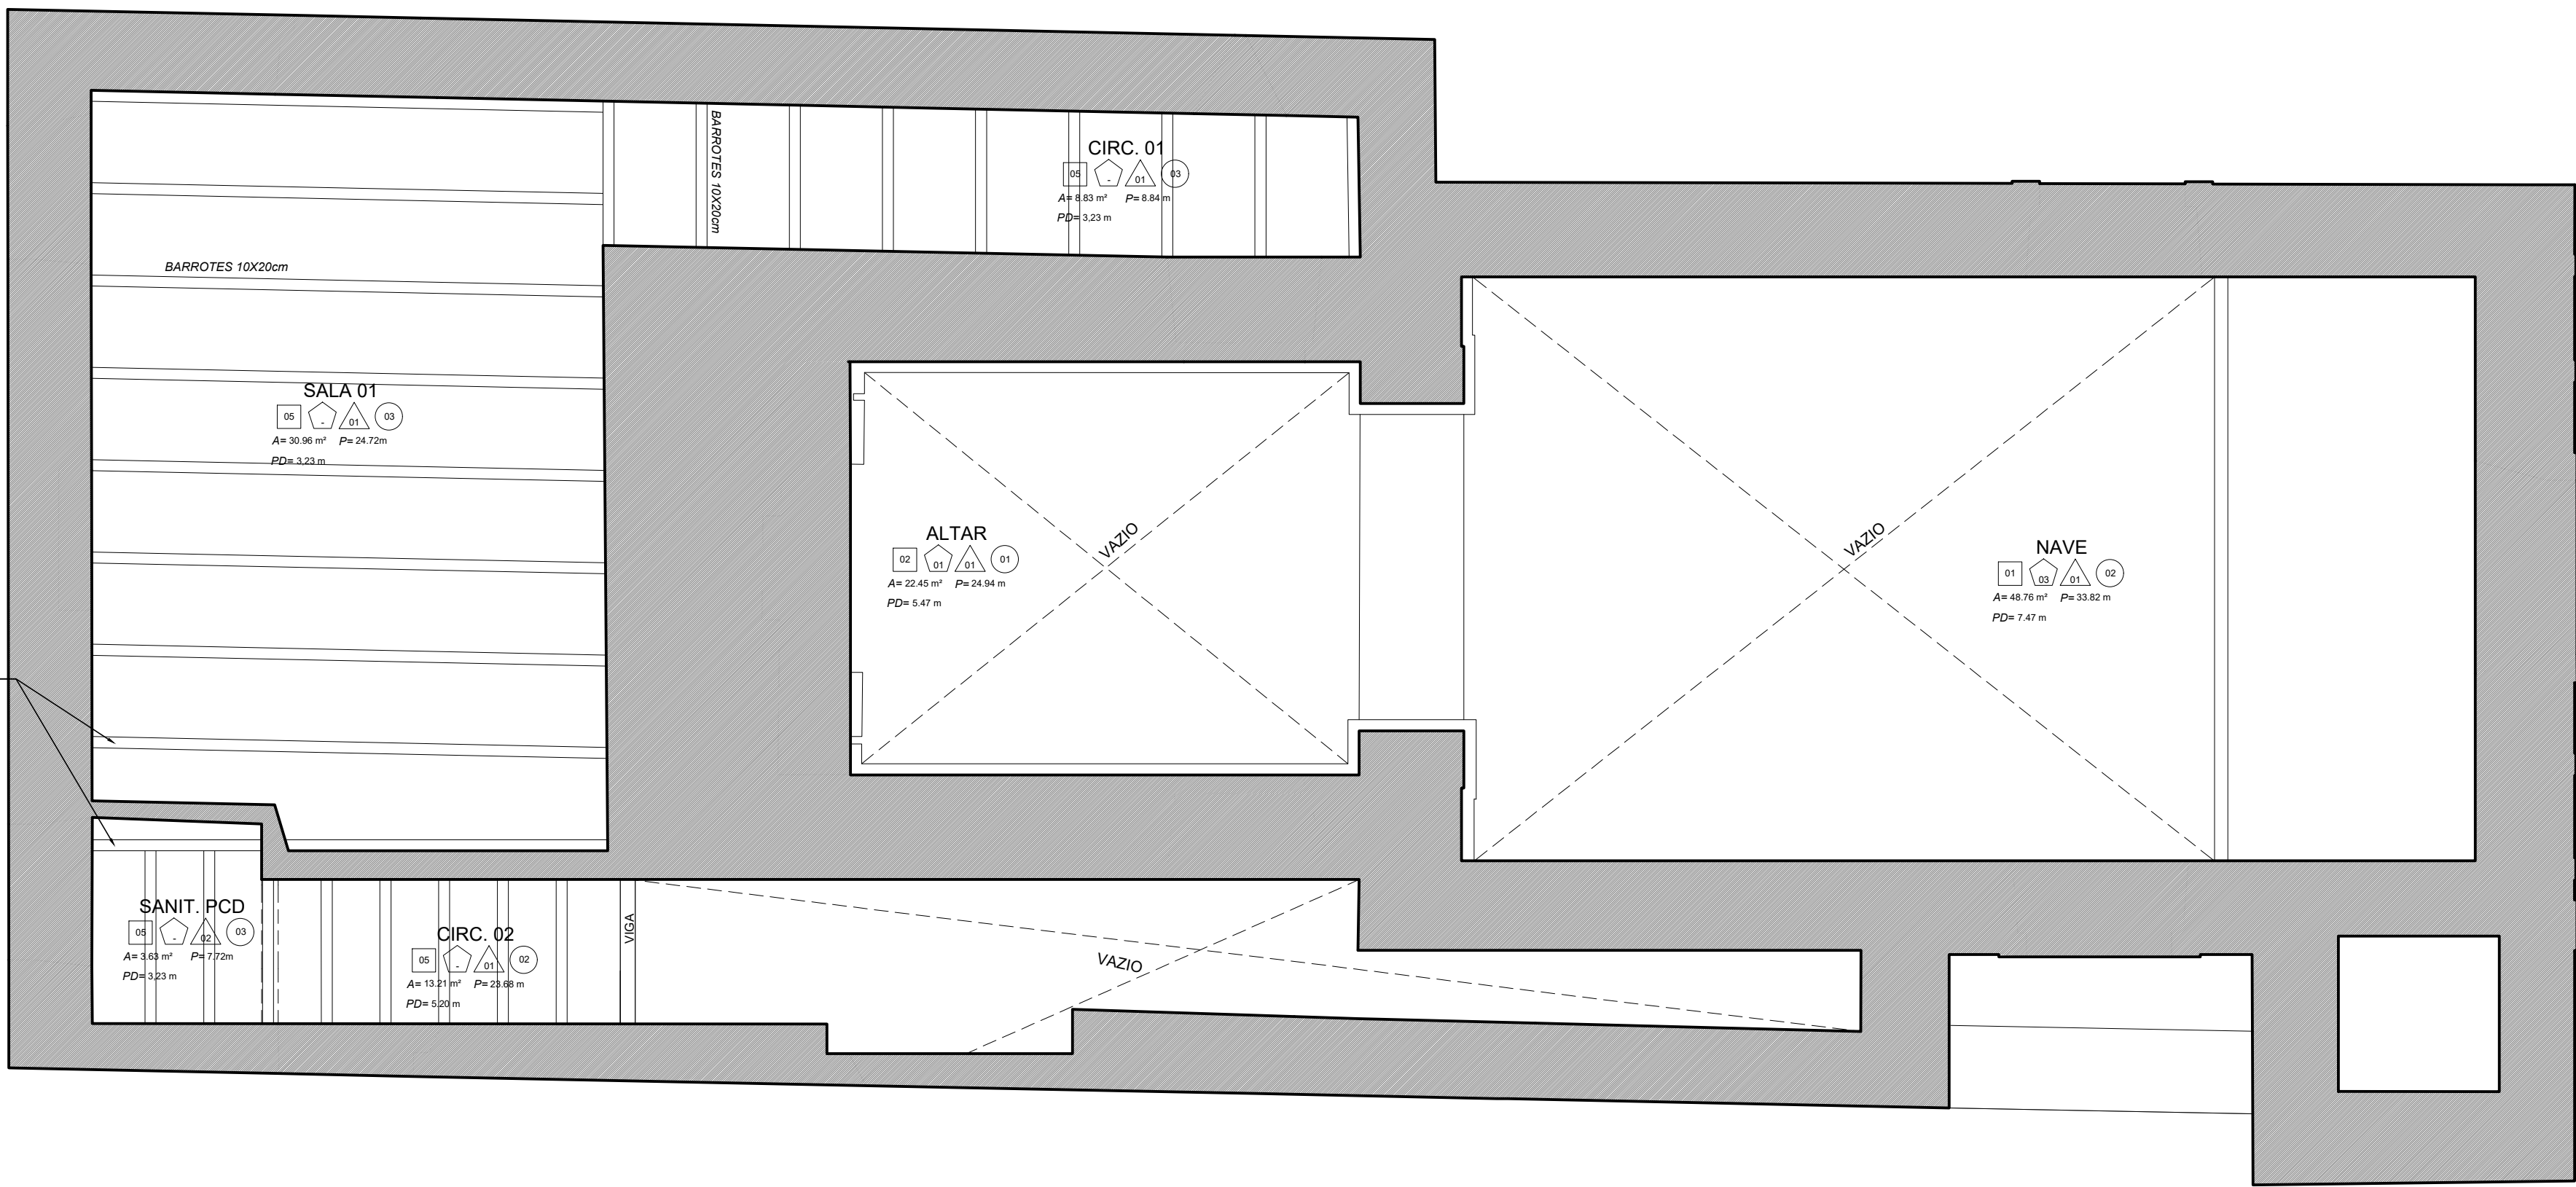 BARROTES 10X20cm
CIRC. 01
05 - 01 03
A= 8.83 m² P= 8.84 m
PD= 3,23 m
BARROTES 10X20cm
SALA 01
05 - 01 03
A= 30.96 m² P= 24.72m
PD= 3,23 m
ALTAR
02 01 01 01
A= 22.45 m² P= 24.94 m
PD= 5.47 m
VAZIO
VAZIO
NAVE
01 03 01 02
A= 48.76 m² P= 33.82 m
PD= 7.47 m
SANIT. PCD
05 - 02 03
A= 3.63 m² P= 7.72m
PD= 3,23 m
CIRC. 02
05 - 01 02
A= 13.21 m² P= 23.68 m
PD= 5.20 m
VIGA
VAZIO